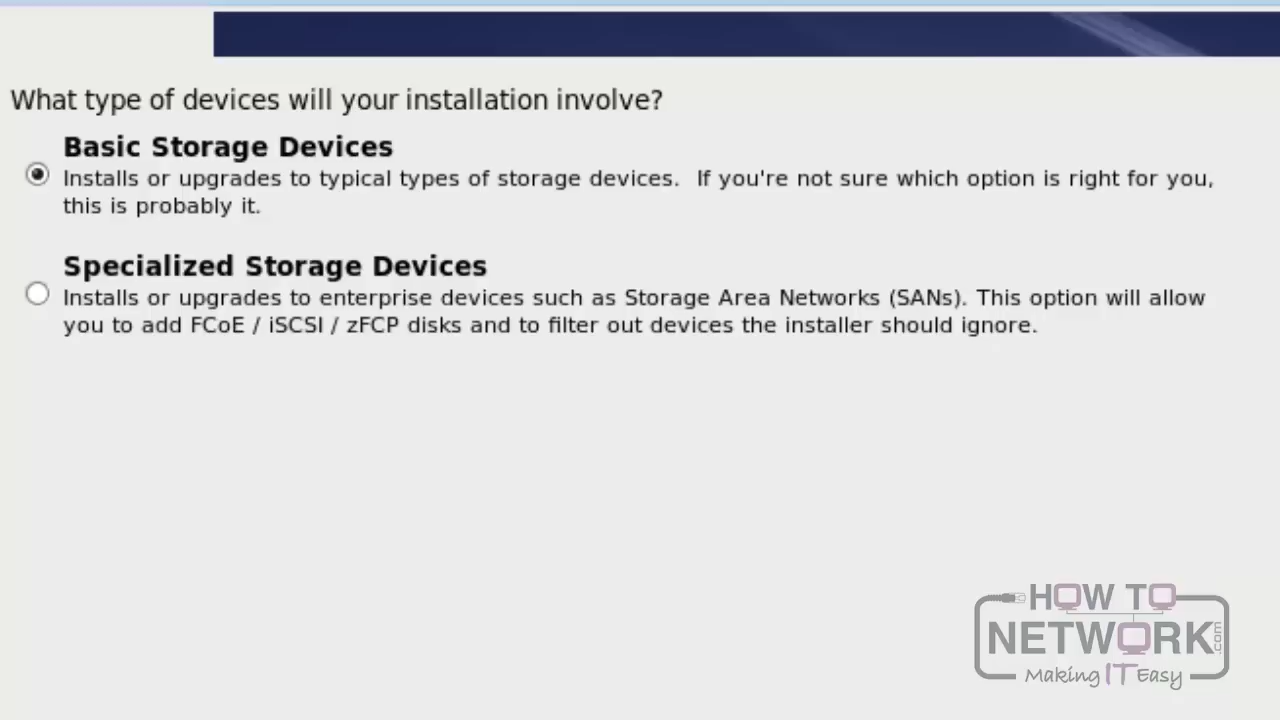 What type of devices will your installation involve?
Basic Storage Devices
Installs or upgrades to typical types of storage devices.  If you're not sure which option is right for you,
this is probably it.
Specialized Storage Devices
Installs or upgrades to enterprise devices such as Storage Area Networks (SANs). This option will allow
you to add FCoE / iSCSI / zFCP disks and to filter out devices the installer should ignore.
HOW TO
NETWORK.com
Making IT Easy